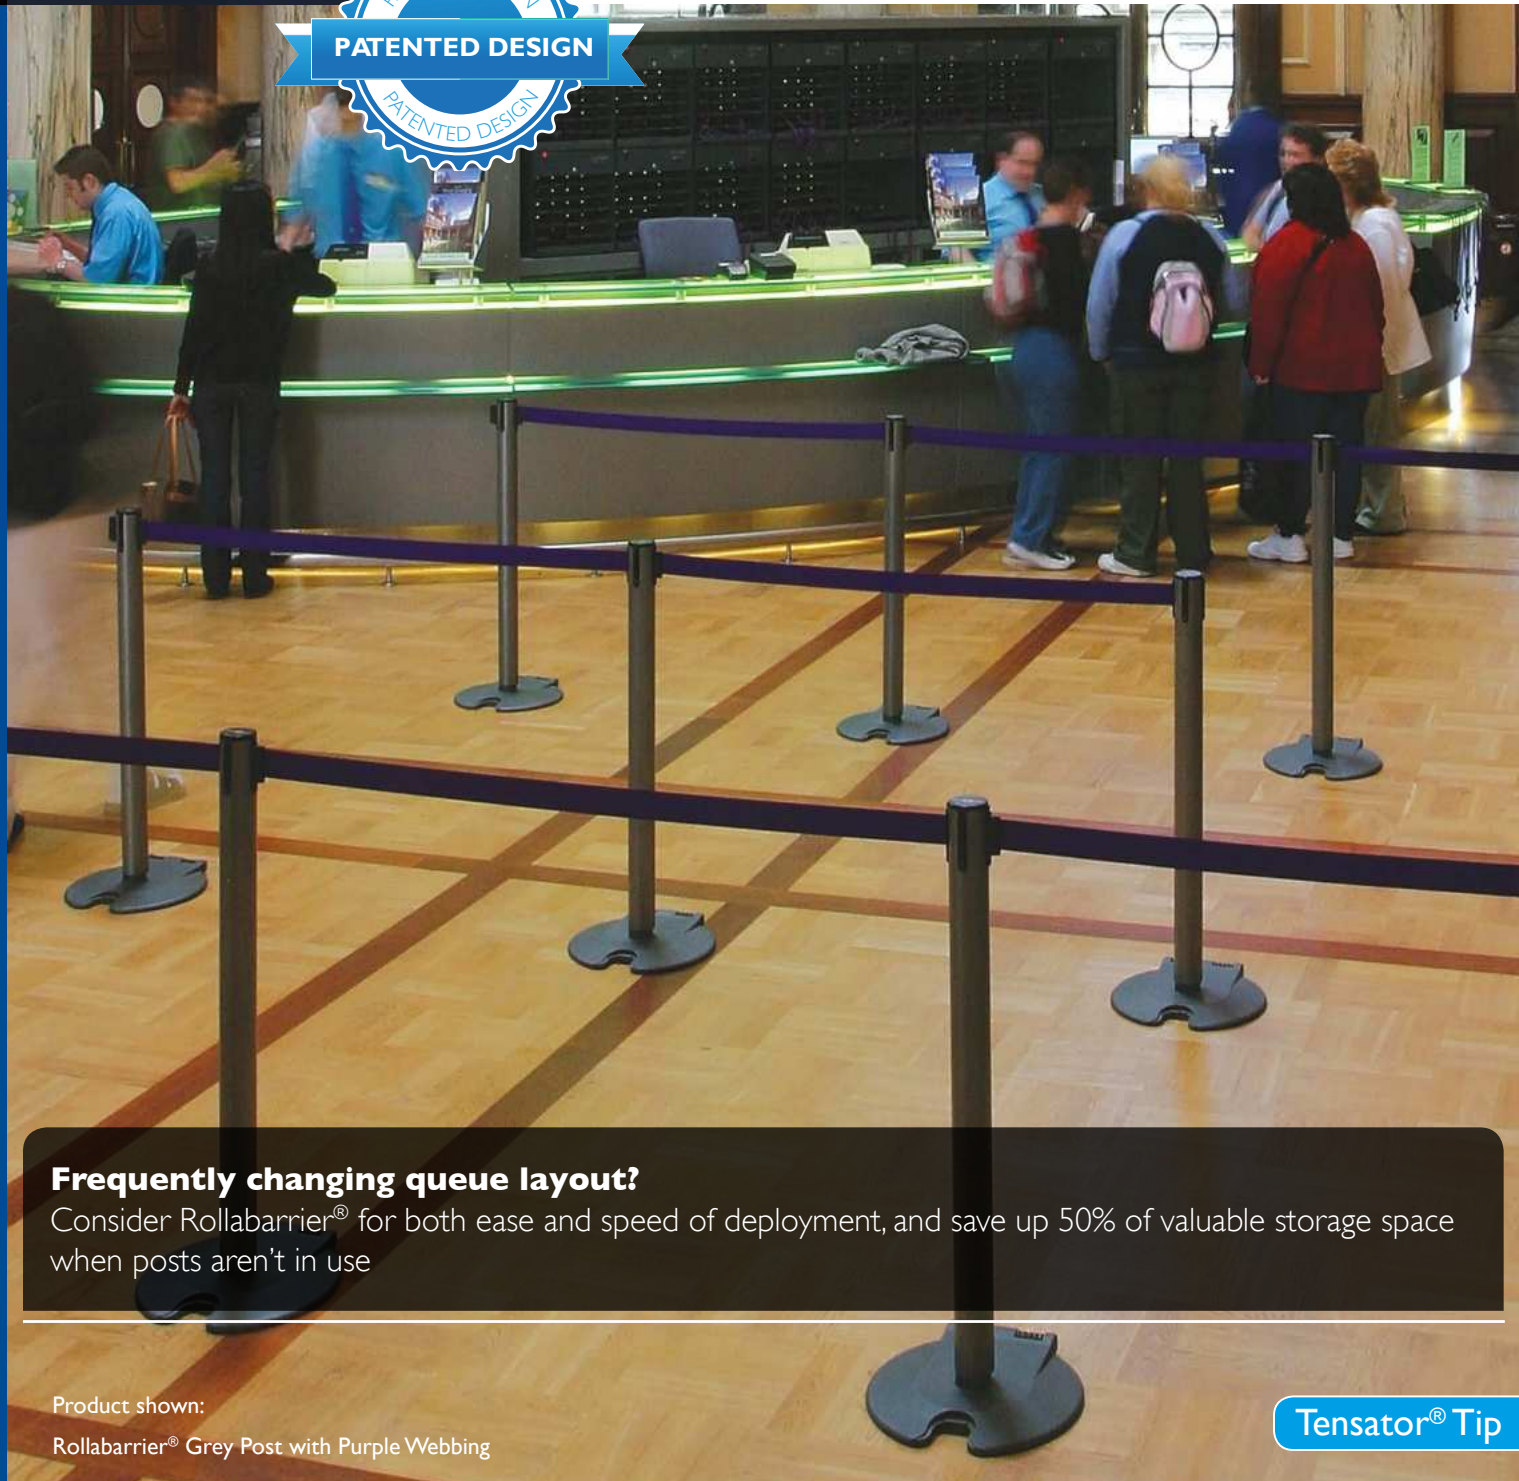 PATENTED DESIGN
PATENTED DESIGN
Frequently changing queue layout?
Consider Rollabarrier® for both ease and speed of deployment, and save up 50% of valuable storage space
when posts aren't in use
Product shown:
Rollabarrier® Grey Post with Purple Webbing
Tensator® Tip